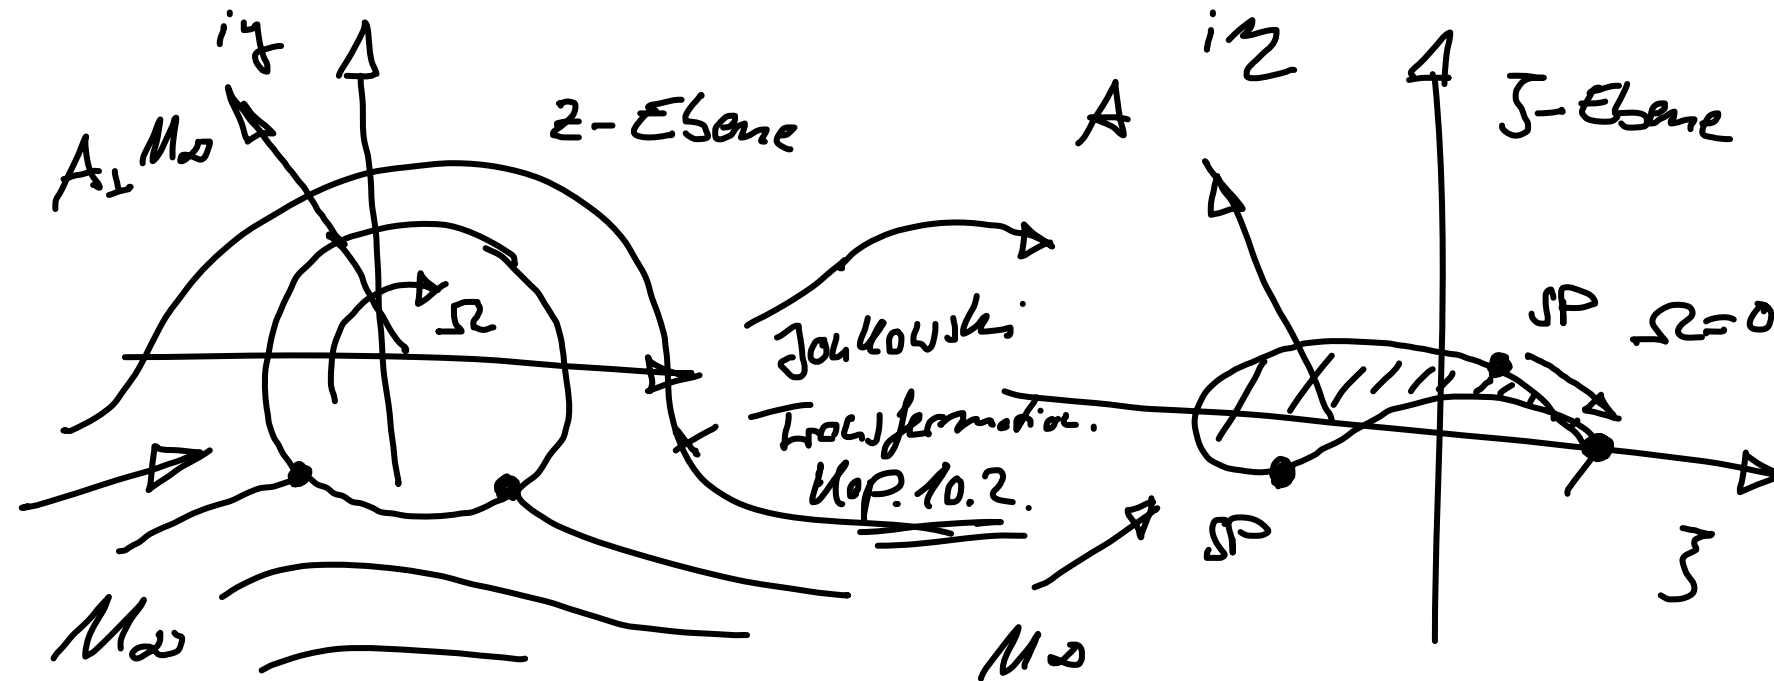 iy
z-Ebene
A ⊥ u∞
Ω
u∞
Joukowski
Transformation
Kap. 10.2.
iη
ζ-Ebene
A
SP
Ω=0
SP
ξ
u∞